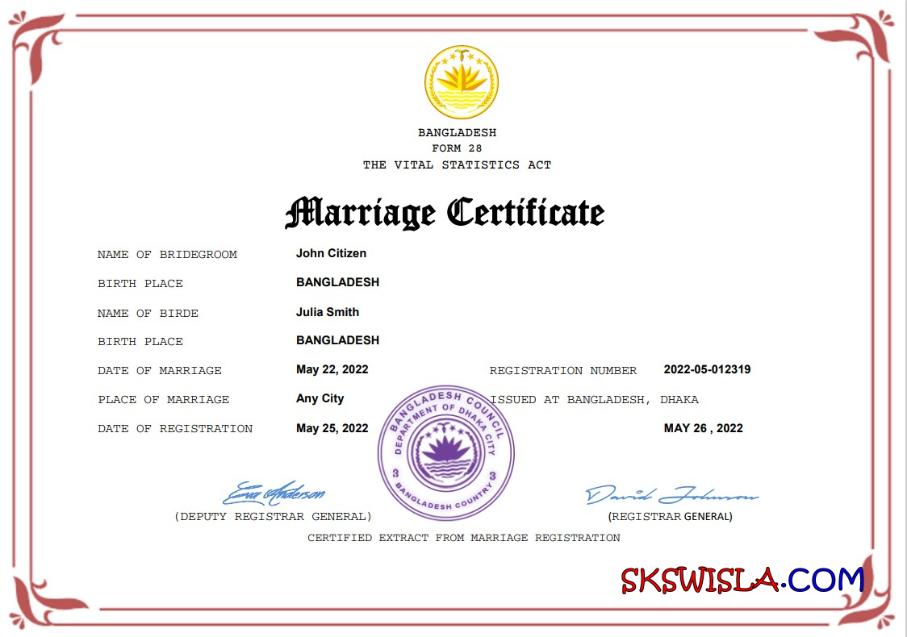 BANGLADESH
FORM 28
THE VITAL STATISTICS ACT
Marriage Certificate
NAME OF BRIDEGROOM John Citizen
BIRTH PLACE BANGLADESH
NAME OF BIRDE Julia Smith
BIRTH PLACE BANGLADESH
DATE OF MARRIAGE May 22, 2022 REGISTRATION NUMBER 2022-05-012319
PLACE OF MARRIAGE Any City ISSUED AT BANGLADESH, DHAKA
DATE OF REGISTRATION May 25, 2022 MAY 26 , 2022
BANGLADESH COUNCIL
DEPARTMENT OF DHAKA CITY
3 3
BANGLADESH COUNTRY
Eva Anderson David Johnson
(DEPUTY REGISTRAR GENERAL) (REGISTRAR GENERAL)
CERTIFIED EXTRACT FROM MARRIAGE REGISTRATION
SKSWISLA.COM